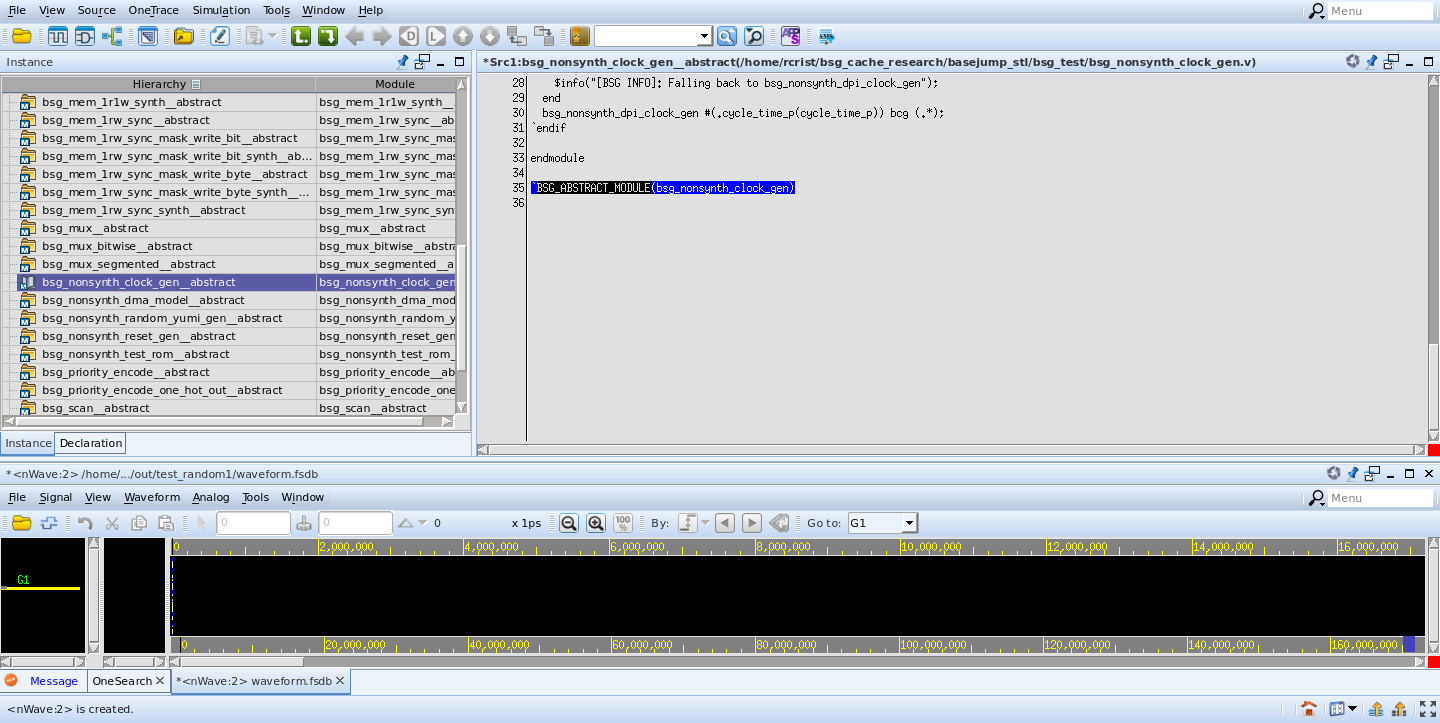 File View Source OneTrace Simulation Tools Window Help Menu
Instance
*Src1:bsg_nonsynth_clock_gen__abstract(/home/rcrist/bsg_cache_research/basejump_stl/bsg_test/bsg_nonsynth_clock_gen.v)
Hierarchy Module
bsg_mem_1r1w_synth__abstract bsg_mem_1r1w_synth__
bsg_mem_1rw_sync__abstract bsg_mem_1rw_sync__ab
bsg_mem_1rw_sync_mask_write_bit__abstract bsg_mem_1rw_sync_mas
bsg_mem_1rw_sync_mask_write_bit_synth__ab... bsg_mem_1rw_sync_mas
bsg_mem_1rw_sync_mask_write_byte__abstract bsg_mem_1rw_sync_mas
bsg_mem_1rw_sync_mask_write_byte_synth__... bsg_mem_1rw_sync_mas
bsg_mem_1rw_sync_synth__abstract bsg_mem_1rw_sync_syn
bsg_mux__abstract bsg_mux__abstract
bsg_mux_bitwise__abstract bsg_mux_bitwise__abstra
bsg_mux_segmented__abstract bsg_mux_segmented__a
bsg_nonsynth_clock_gen__abstract bsg_nonsynth_clock_gen
bsg_nonsynth_dma_model__abstract bsg_nonsynth_dma_mod
bsg_nonsynth_random_yumi_gen__abstract bsg_nonsynth_random_y
bsg_nonsynth_reset_gen__abstract bsg_nonsynth_reset_gen
bsg_nonsynth_test_rom__abstract bsg_nonsynth_test_rom_
bsg_priority_encode__abstract bsg_priority_encode__ab
bsg_priority_encode_one_hot_out__abstract bsg_priority_encode_one
bsg_scan__abstract bsg_scan__abstract
Instance Declaration
28 $info("[BSG INFO]: Falling back to bsg_nonsynth_dpi_clock_gen");
29 end
30 bsg_nonsynth_dpi_clock_gen #(.cycle_time_p(cycle_time_p)) bcg (.*);
31 `endif
32
33 endmodule
34
35 `BSG_ABSTRACT_MODULE(bsg_nonsynth_clock_gen)
36
*<nWave:2> /home/.../out/test_random1/waveform.fsdb
File Signal View Waveform Analog Tools Window Menu
0 0 0 x 1ps 100 % By: Go to: G1
0 2,000,000 4,000,000 6,000,000 8,000,000 10,000,000 12,000,000 14,000,000 16,000,000
G1
0 20,000,000 40,000,000 60,000,000 80,000,000 100,000,000 120,000,000 140,000,000 160,000,000
Message OneSearch *<nWave:2> waveform.fsdb
<nWave:2> is created.